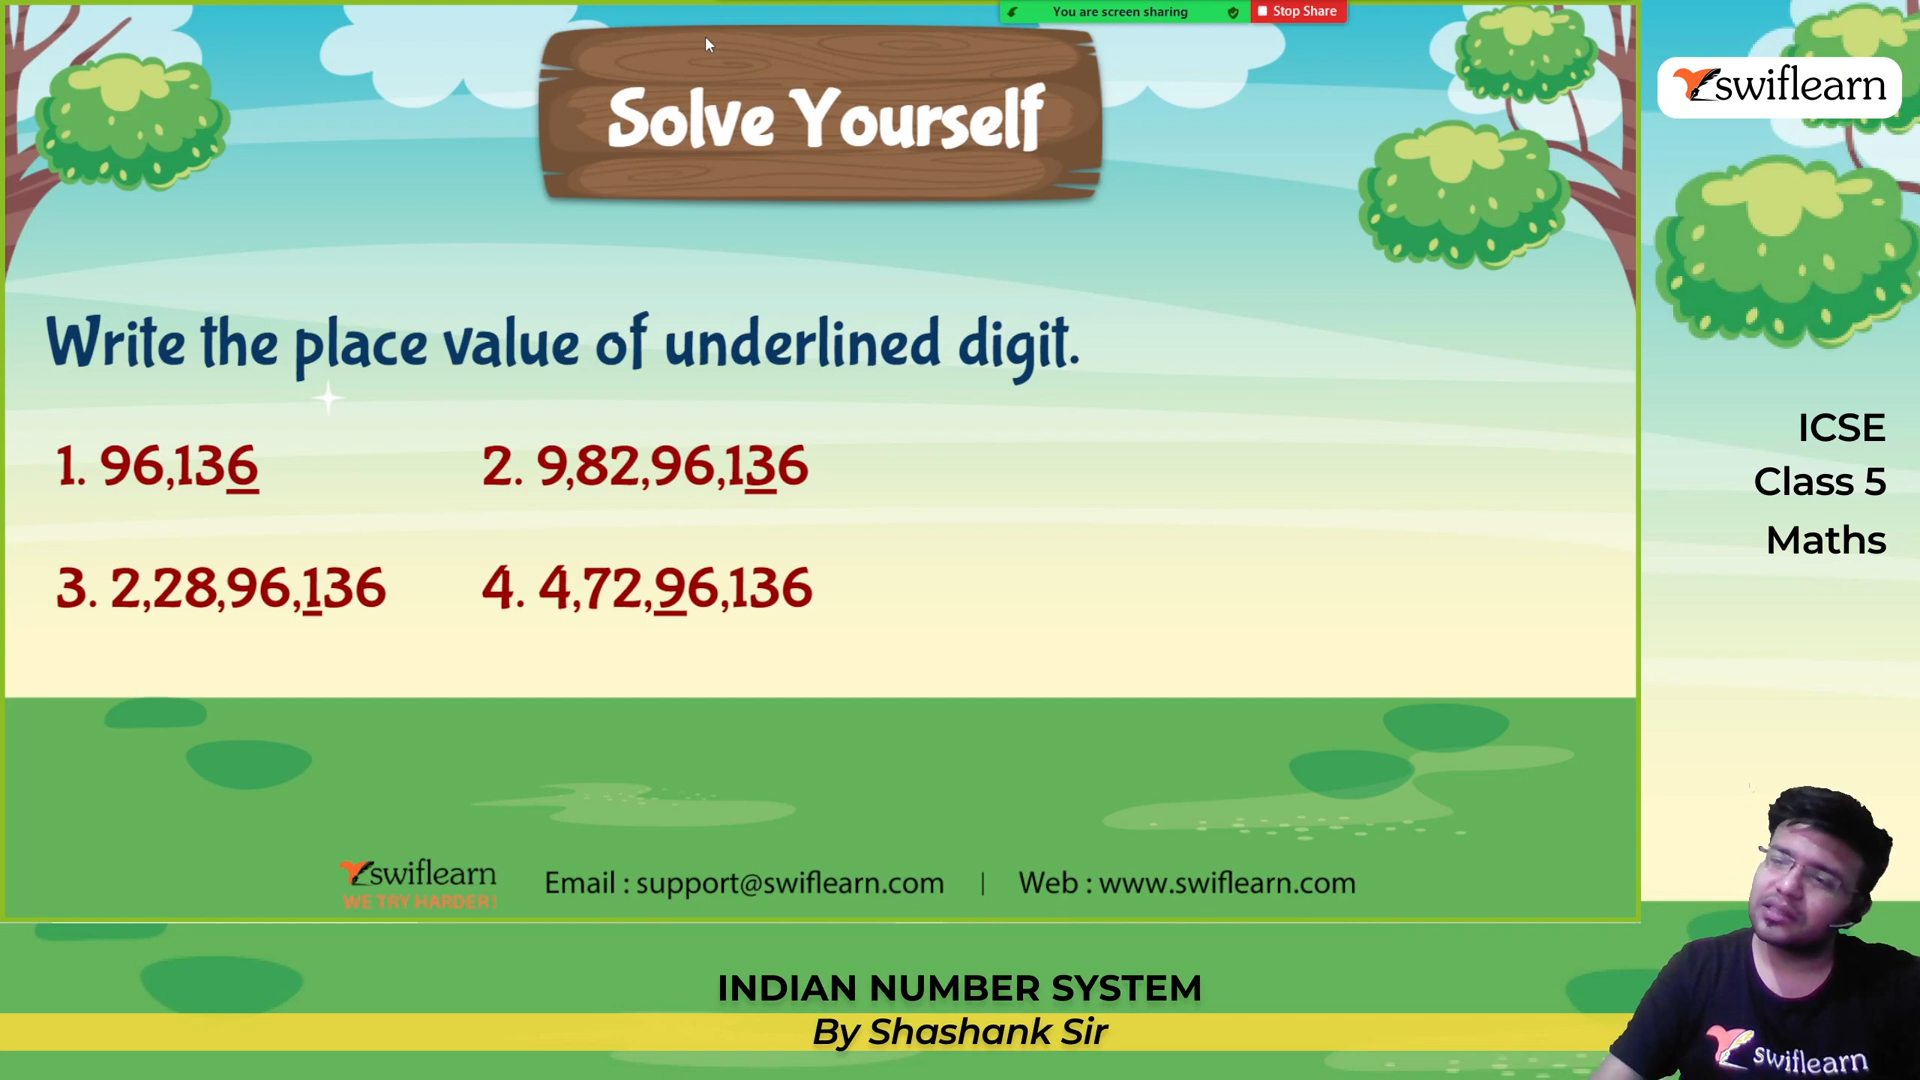 You are screen sharing
Stop Share
Solve Yourself
swiflearn
Write the place value of underlined digit.
1. 96,136
2. 9,82,96,136
3. 2,28,96,136
4. 4,72,96,136
ICSE
Class 5
Maths
swiflearn
WE TRY HARDER!
Email : support@swiflearn.com | Web : www.swiflearn.com
INDIAN NUMBER SYSTEM
By Shashank Sir
swiflearn